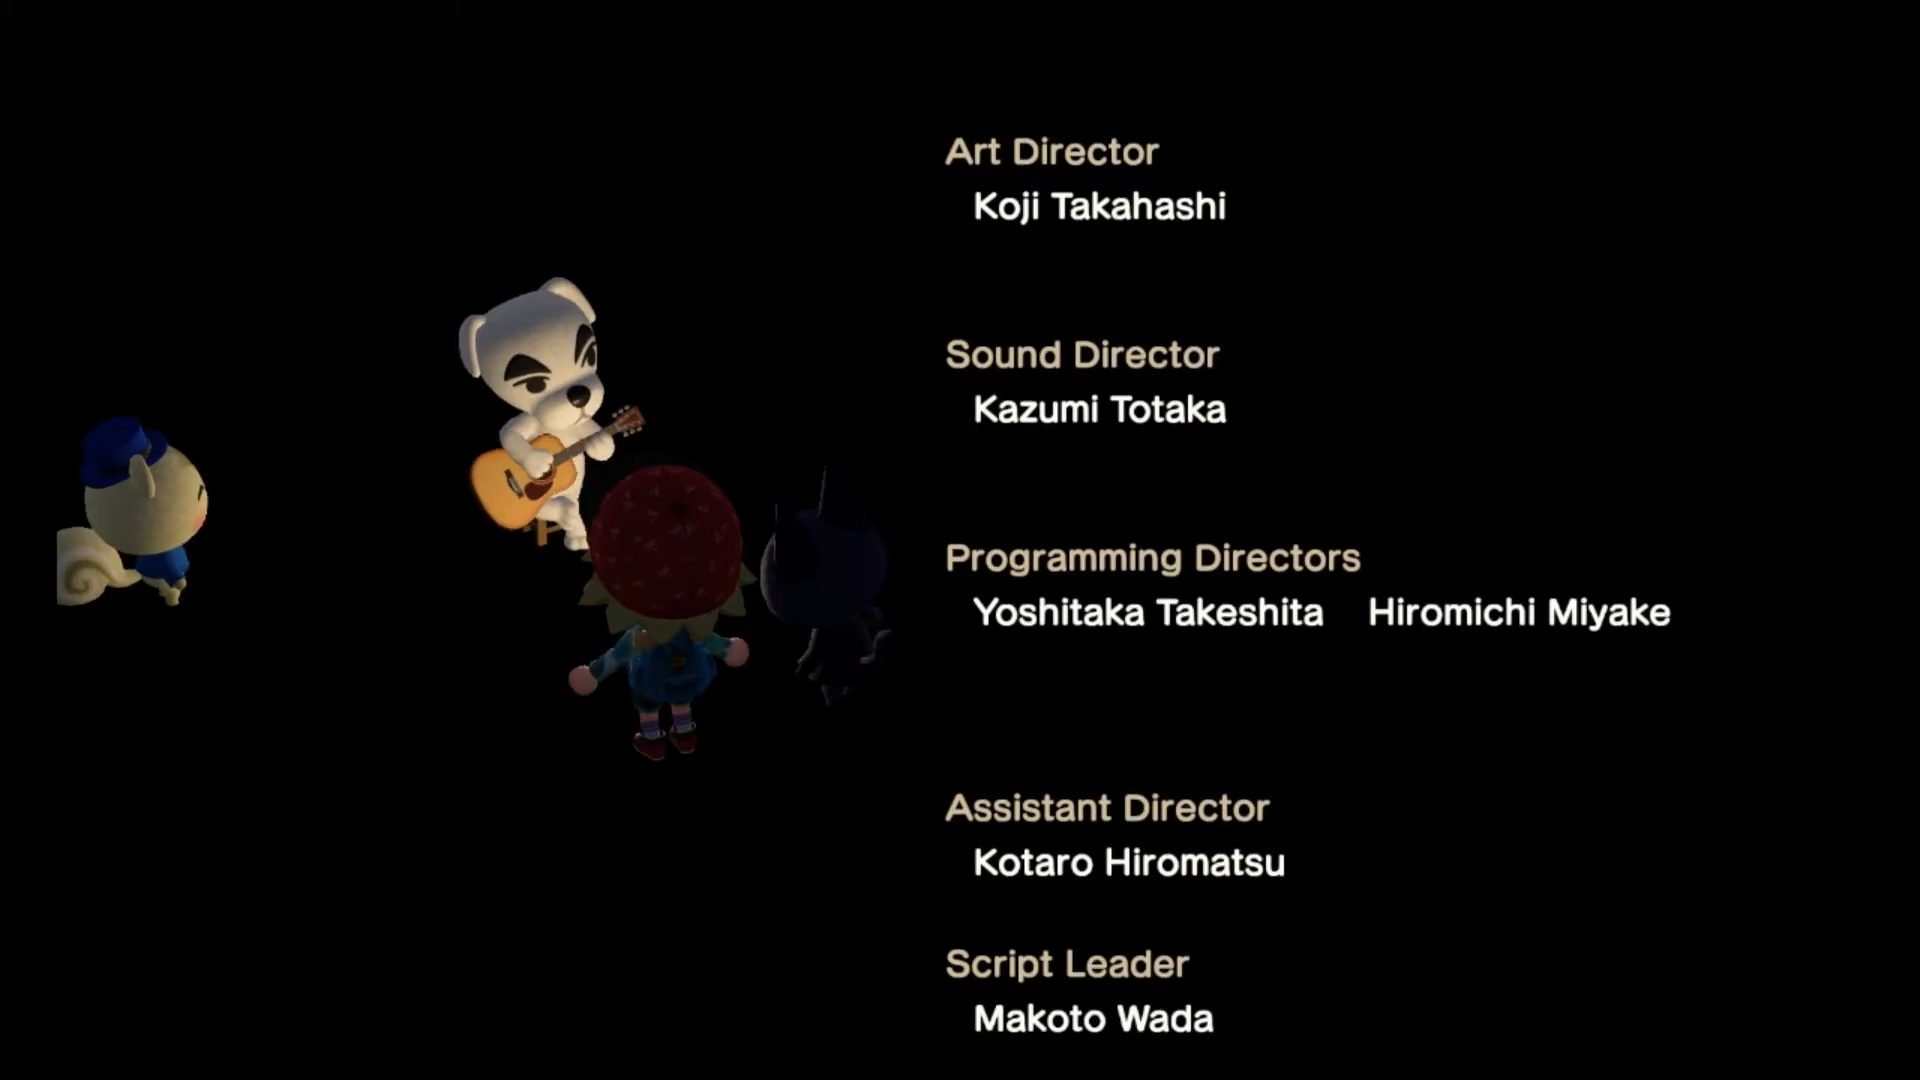 Art Director
Koji Takahashi
Sound Director
Kazumi Totaka
Programming Directors
Yoshitaka Takeshita Hiromichi Miyake
Assistant Director
Kotaro Hiromatsu
Script Leader
Makoto Wada